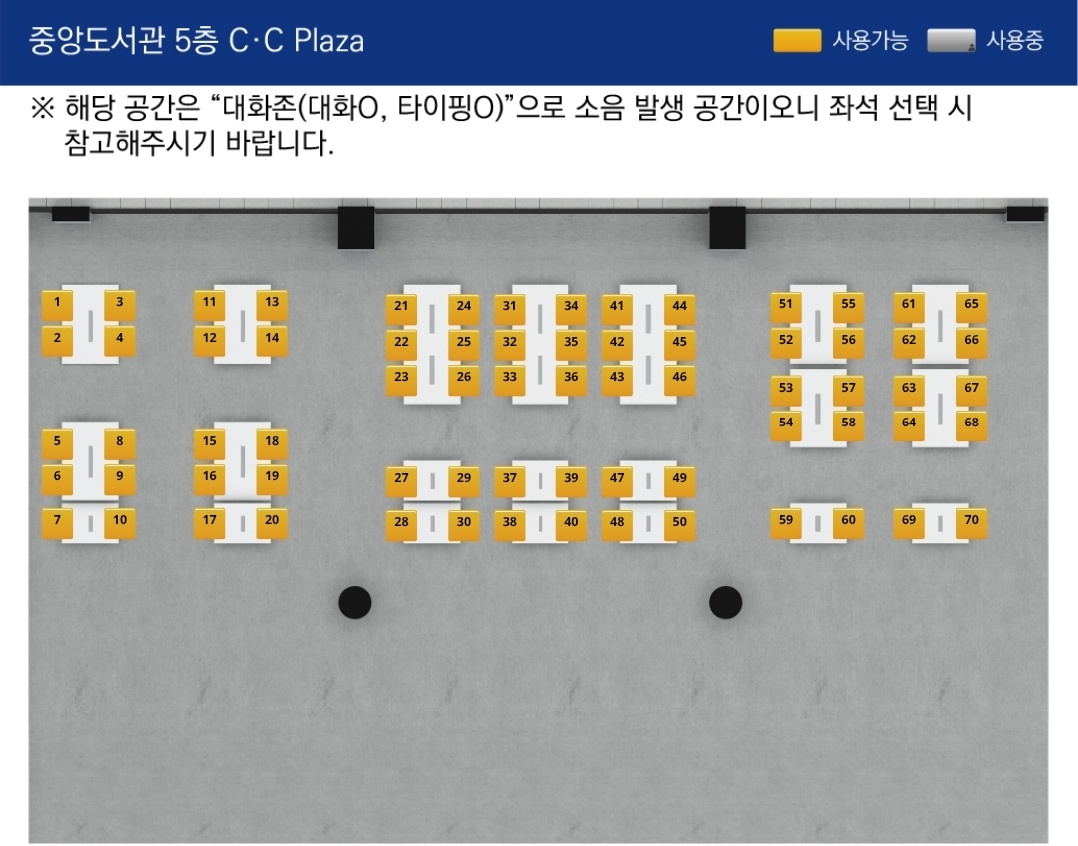 중앙도서관 5층 C·C Plaza
사용가능 사용중
※ 해당 공간은 “대화존(대화O, 타이핑O)”으로 소음 발생 공간이오니 좌석 선택 시
참고해주시기 바랍니다.
1 3 11 13 21 24 31 34 41 44 51 55 61 65
2 4 12 14 22 25 32 35 42 45 52 56 62 66
23 26 33 36 43 46 53 57 63 67
54 58 64 68
5 8 15 18
6 9 16 19 27 29 37 39 47 49
7 10 17 20 28 30 38 40 48 50 59 60 69 70